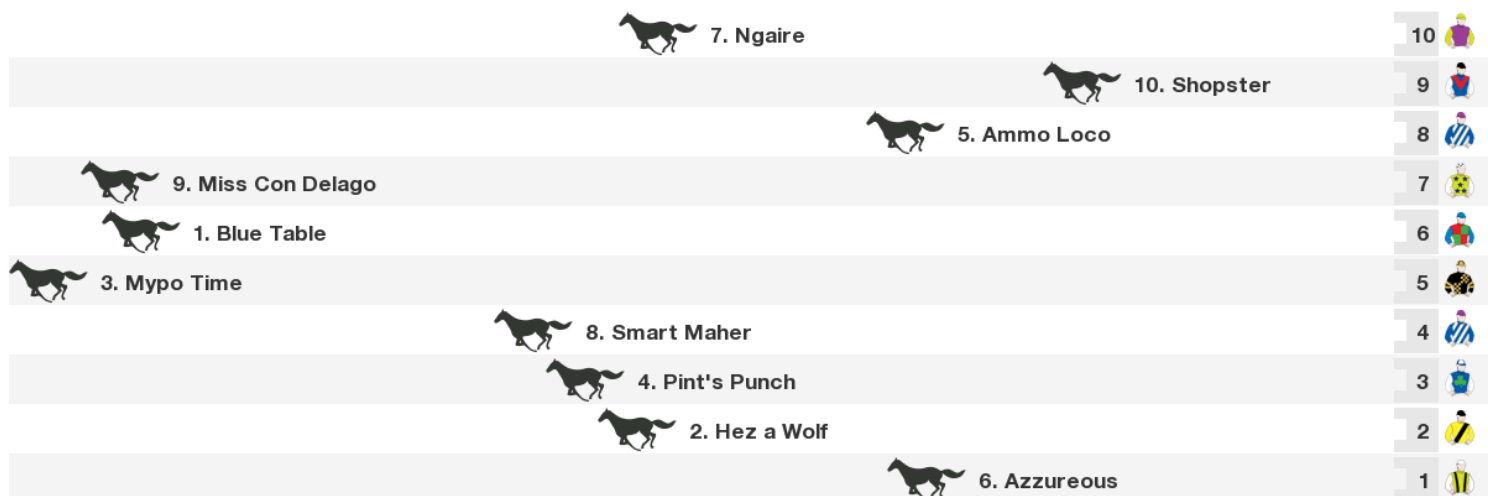 7. Ngaire 10
10. Shopster 9
5. Ammo Loco 8
9. Miss Con Delago 7
1. Blue Table 6
3. Mypo Time 5
8. Smart Maher 4
4. Pint's Punch 3
2. Hez a Wolf 2
6. Azzureous 1